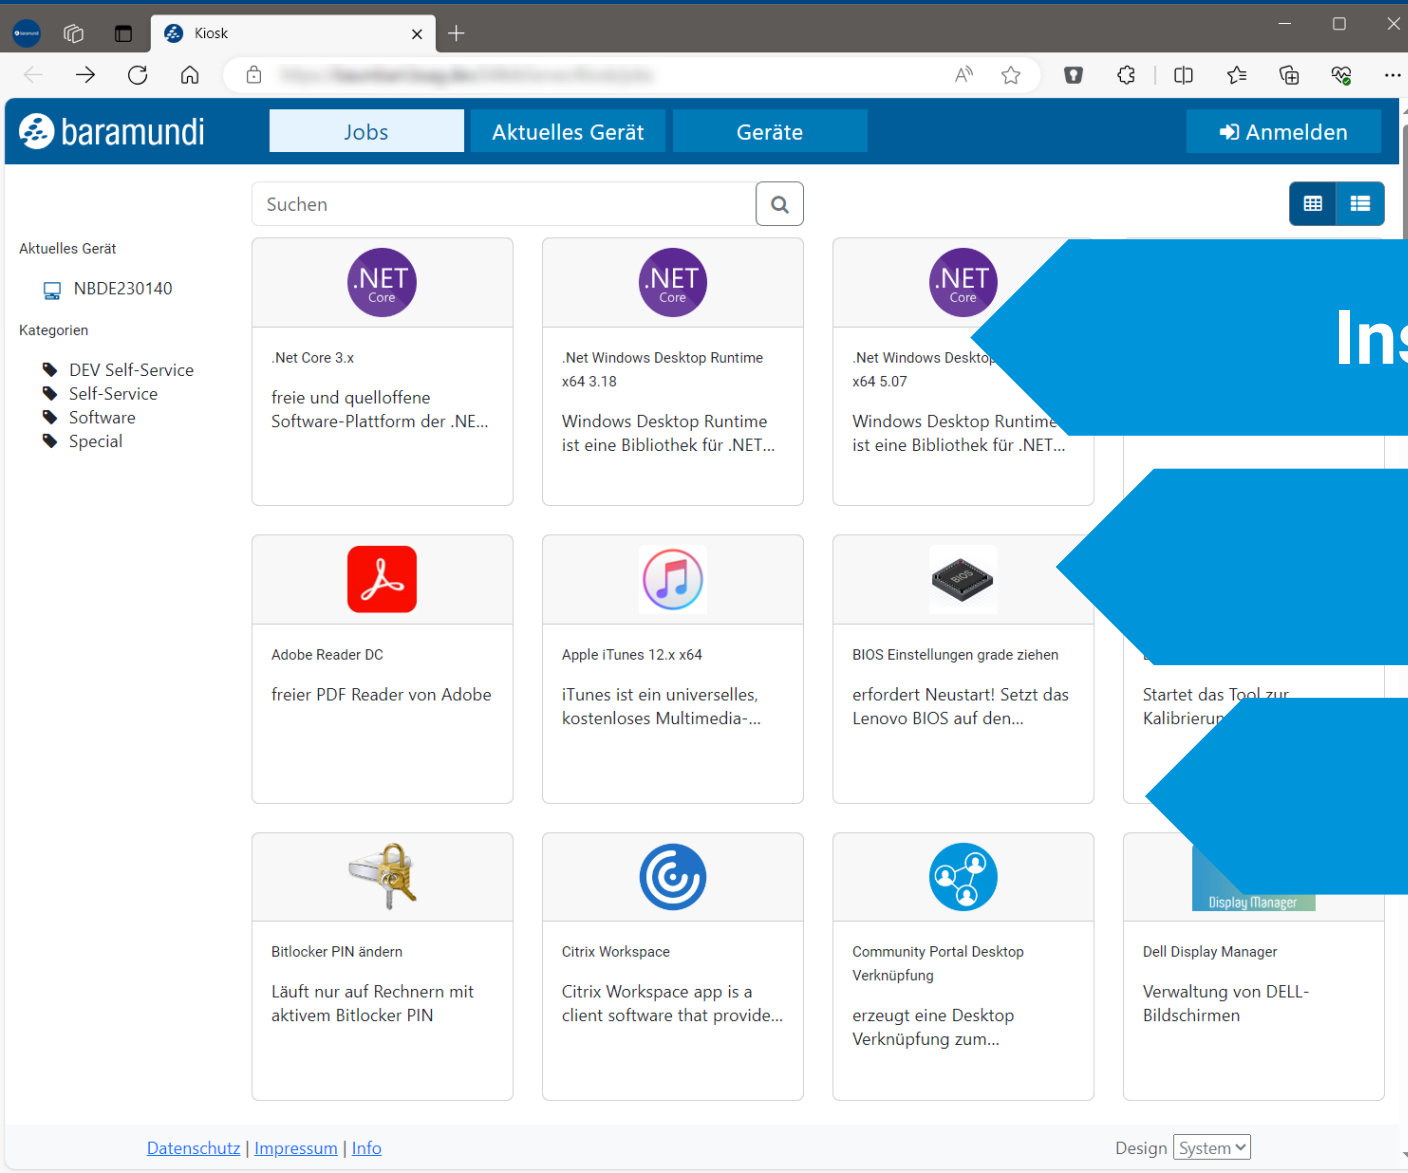 Kiosk
baramundi
Jobs
Aktuelles Gerät
Geräte
Anmelden
Suchen
Aktuelles Gerät
NBDE230140
Kategorien
DEV Self-Service
Self-Service
Software
Special
.NET
Core
.Net Core 3.x
freie und quelloffene
Software-Plattform der .NE...
.NET
Core
.Net Windows Desktop Runtime
x64 3.18
Windows Desktop Runtime
ist eine Bibliothek für .NET...
.NET
Core
.Net Windows Desktop
x64 5.07
Windows Desktop Runtime
ist eine Bibliothek für .NET...
Ins
Adobe Reader DC
freier PDF Reader von Adobe
Apple iTunes 12.x x64
iTunes ist ein universelles,
kostenloses Multimedia-...
BIOS
BIOS Einstellungen grade ziehen
erfordert Neustart! Setzt das
Lenovo BIOS auf den...
Startet das Tool zur
Kalibrierun
Bitlocker PIN ändern
Läuft nur auf Rechnern mit
aktivem Bitlocker PIN
Citrix Workspace
Citrix Workspace app is a
client software that provide...
Community Portal Desktop
Verknüpfung
erzeugt eine Desktop
Verknüpfung zum...
Display Manager
Dell Display Manager
Verwaltung von DELL-
Bildschirmen
Datenschutz | Impressum | Info
Design System